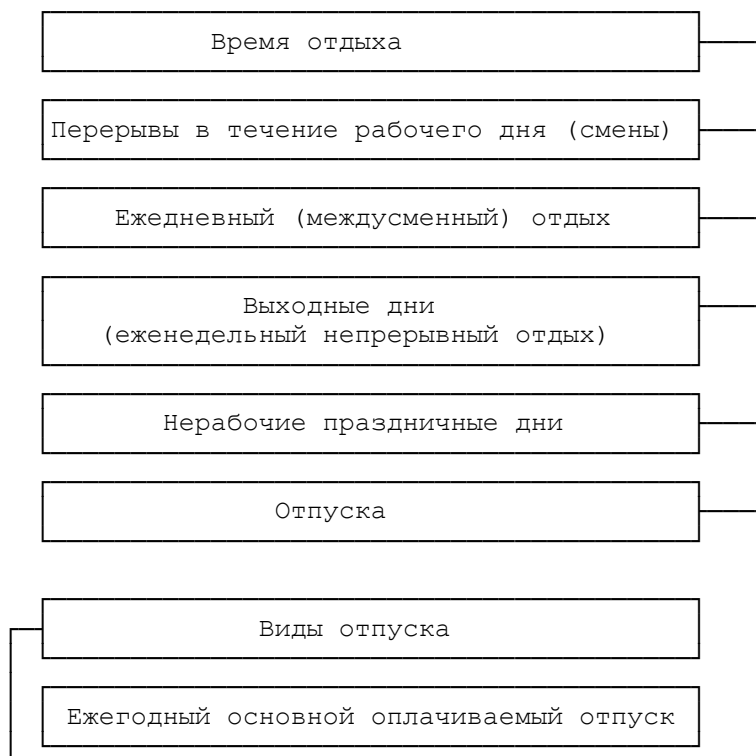 Время отдыха
Перерывы в течение рабочего дня (смены)
Ежедневный (междусменный) отдых
Выходные дни
(еженедельный непрерывный отдых)
Нерабочие праздничные дни
Отпуска
Виды отпуска
Ежегодный основной оплачиваемый отпуск